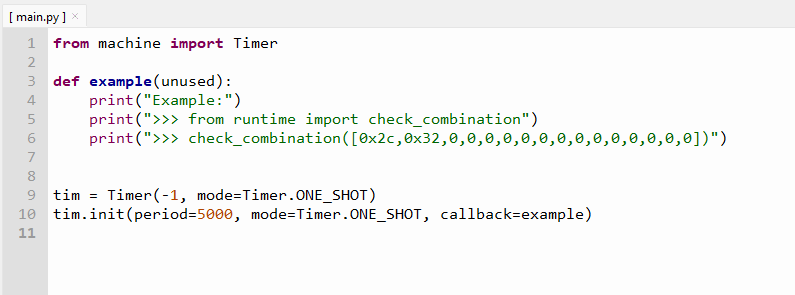 [ main.py ] ×
1 from machine import Timer
2
3 def example(unused):
4     print("Example:")
5     print(">>> from runtime import check_combination")
6     print(">>> check_combination([0x2c,0x32,0,0,0,0,0,0,0,0,0,0,0,0,0,0])")
7
8
9 tim = Timer(-1, mode=Timer.ONE_SHOT)
10 tim.init(period=5000, mode=Timer.ONE_SHOT, callback=example)
11